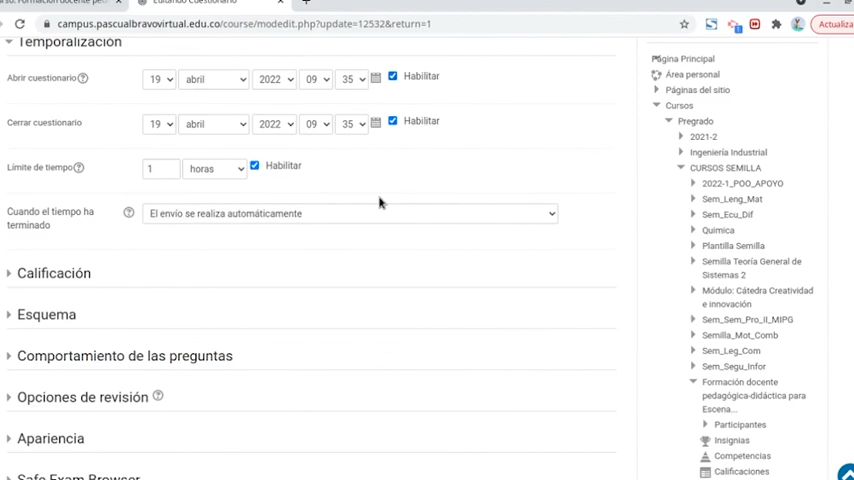 Editando Cuestionario
campus.pascualbravovirtual.edu.co/course/modedit.php?update=12532&return=1
Actualiza
Temporalización
Abrir cuestionario
19 abril 2022 09 35 Habilitar
Cerrar cuestionario
19 abril 2022 09 35 Habilitar
Límite de tiempo
1 horas Habilitar
Cuando el tiempo ha
terminado
El envío se realiza automáticamente
Calificación
Esquema
Comportamiento de las preguntas
Opciones de revisión
Apariencia
Safe Exam Browser
Página Principal
Área personal
Páginas del sitio
Cursos
Pregrado
2021-2
Ingeniería Industrial
CURSOS SEMILLA
2022-1_POO_APOYO
Sem_Leng_Mat
Sem_Ecu_Dif
Quimica
Plantilla Semilla
Semilla Teoría General de
Sistemas 2
Módulo: Cátedra Creatividad
e innovación
Sem_Sem_Pro_II_MIPG
Semilla_Mot_Comb
Sem_Leg_Com
Sem_Segu_Infor
Formación docente
pedagógica-didáctica para
Escena...
Participantes
Insignias
Competencias
Calificaciones